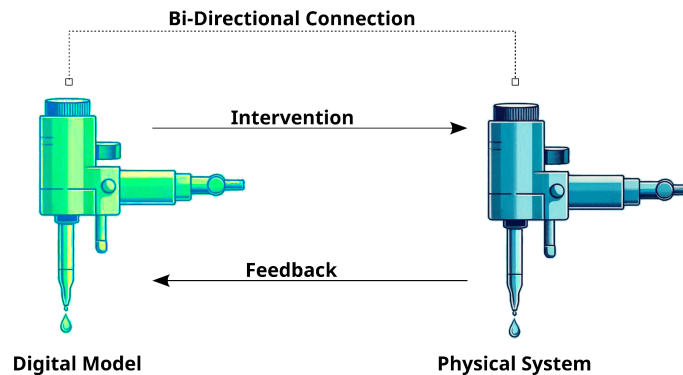 Bi-Directional Connection
Intervention
Feedback
Digital Model
Physical System